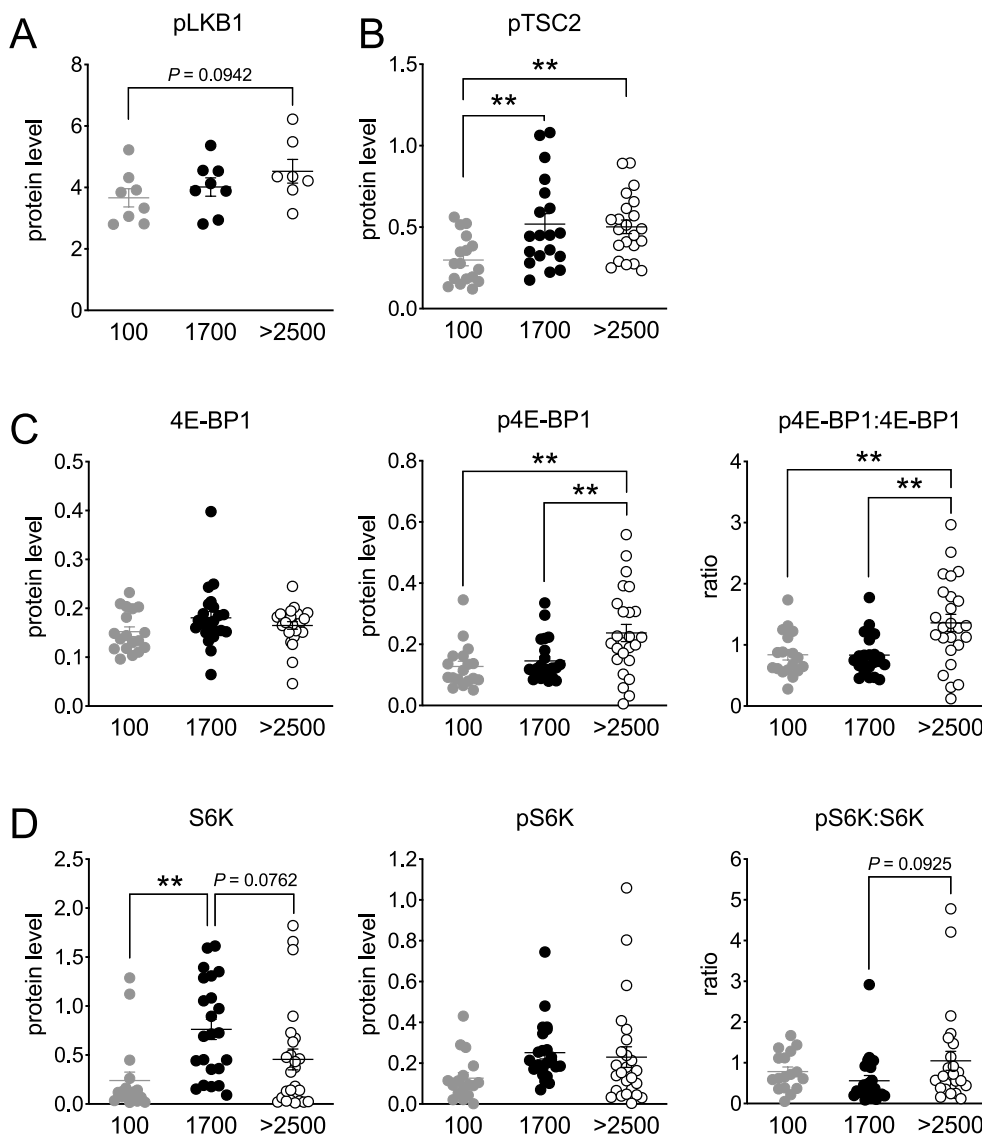 A
pLKB1
protein level
8
6
4
2
0
P = 0.0942
100 1700 >2500
B
pTSC2
protein level
1.5
1.0
0.5
0.0
**
**
100 1700 >2500
C
4E-BP1
protein level
0.5
0.4
0.3
0.2
0.1
0.0
100 1700 >2500
p4E-BP1
protein level
0.8
0.6
0.4
0.2
0.0
**
**
100 1700 >2500
p4E-BP1:4E-BP1
ratio
4
3
2
1
0
**
**
100 1700 >2500
D
S6K
protein level
2.5
2.0
1.5
1.0
0.5
0.0
**
P = 0.0762
100 1700 >2500
pS6K
protein level
1.2
1.0
0.8
0.6
0.4
0.2
0.0
100 1700 >2500
pS6K:S6K
ratio
6
5
4
3
2
1
0
P = 0.0925
100 1700 >2500